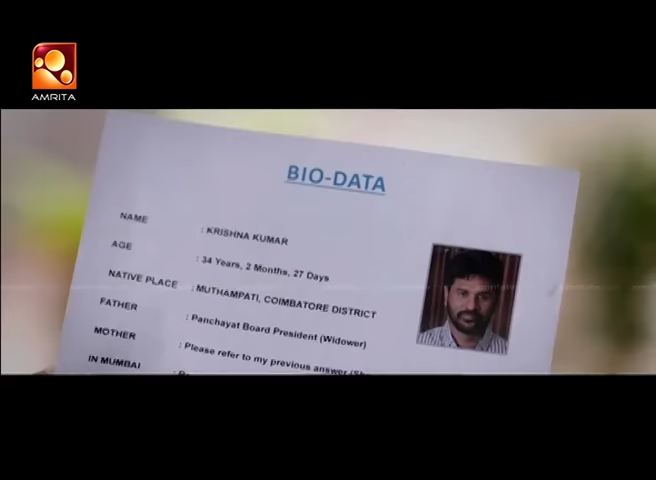 AMRITA
BIO-DATA
NAME : KRISHNA KUMAR
AGE : 34 Years, 2 Months, 27 Days
NATIVE PLACE : MUTHAMPATI, COIMBATORE DISTRICT
FATHER : Panchayat Board President (Widower)
MOTHER : Please refer to my previous answer
IN MUMBAI :